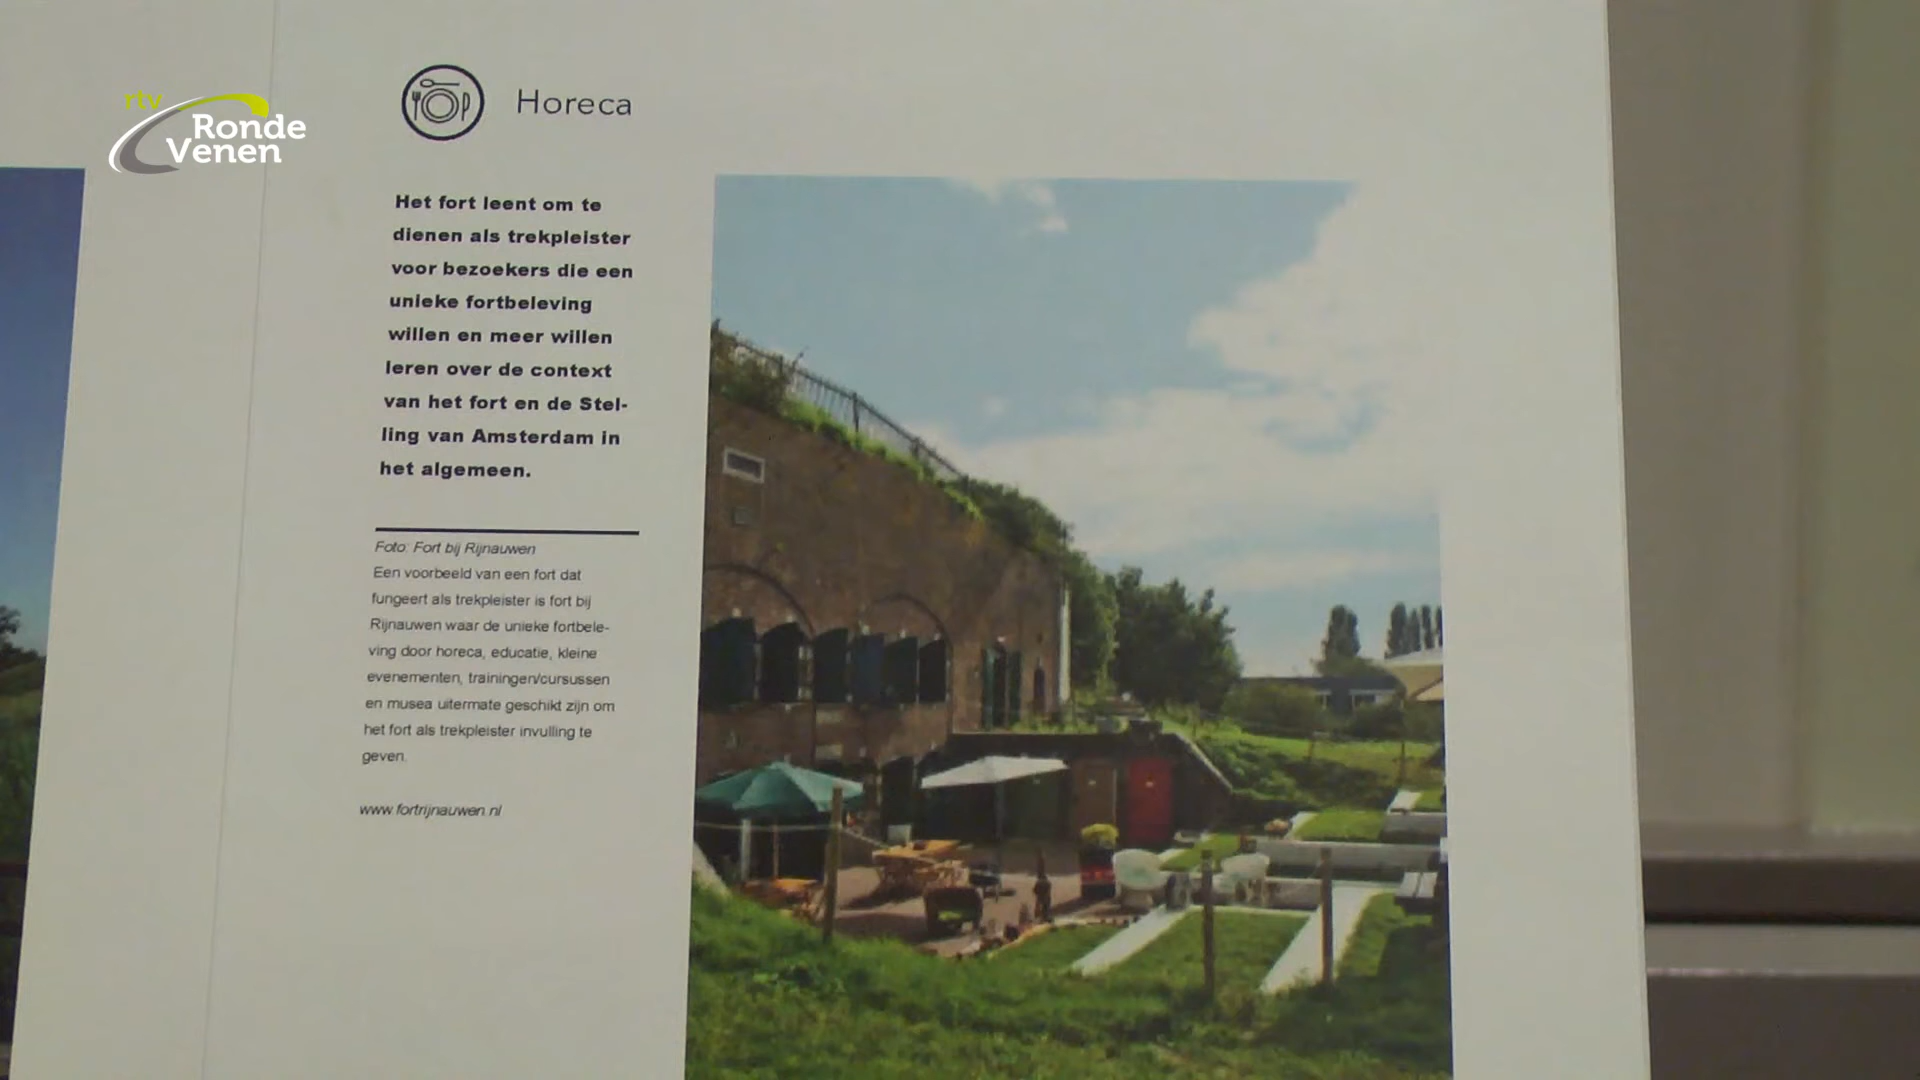 rtv
Ronde
Venen
Horeca
Het fort leent om te
dienen als trekpleister
voor bezoekers die een
unieke fortbeleving
willen en meer willen
leren over de context
van het fort en de Stel-
ling van Amsterdam in
het algemeen.
Foto: Fort bij Rijnauwen
Een voorbeeld van een fort dat
fungeert als trekpleister is fort bij
Rijnauwen waar de unieke fortbele-
ving door horeca, educatie, kleine
evenementen, trainingen/cursussen
en musea uitermate geschikt zijn om
het fort als trekpleister invulling te
geven.
www.fortrijnauwen.nl